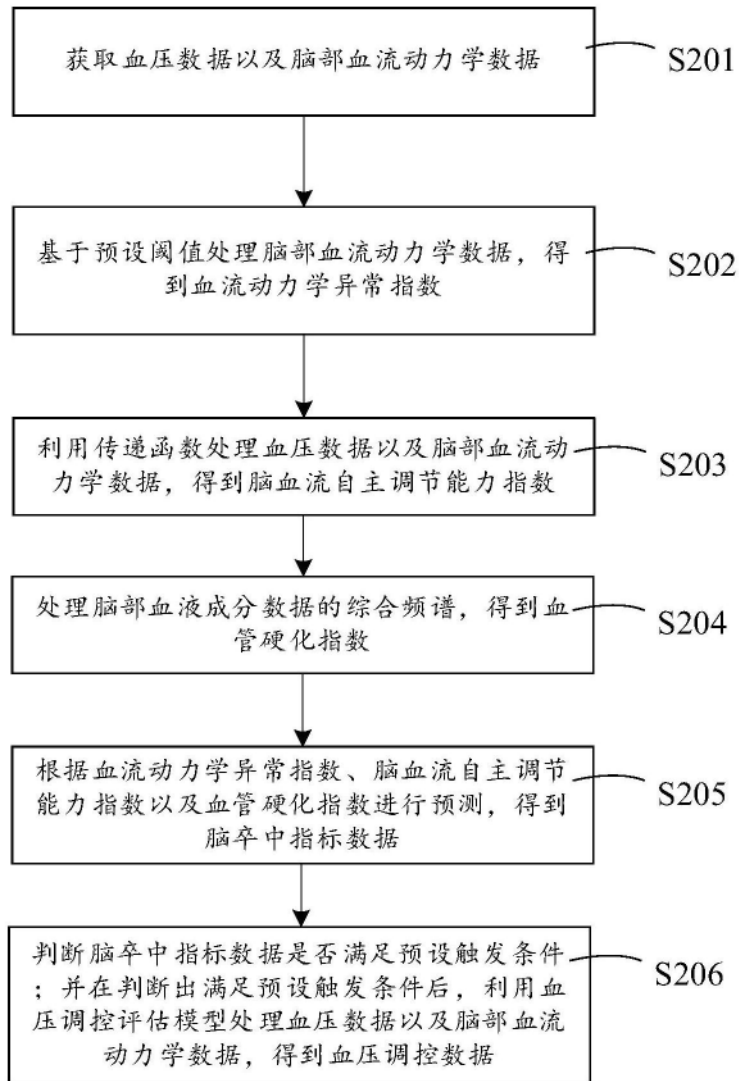 获取血压数据以及脑部血流动力学数据
S201
基于预设阈值处理脑部血流动力学数据，得
到血流动力学异常指数
S202
利用传递函数处理血压数据以及脑部血流动
力学数据，得到脑血流自主调节能力指数
S203
处理脑部血液成分数据的综合频谱，得到血
管硬化指数
S204
根据血流动力学异常指数、脑血流自主调节
能力指数以及血管硬化指数进行预测，得到
脑卒中指标数据
S205
判断脑卒中指标数据是否满足预设触发条件
；并在判断出满足预设触发条件后，利用血
压调控评估模型处理血压数据以及脑部血流
动力学数据，得到血压调控数据
S206